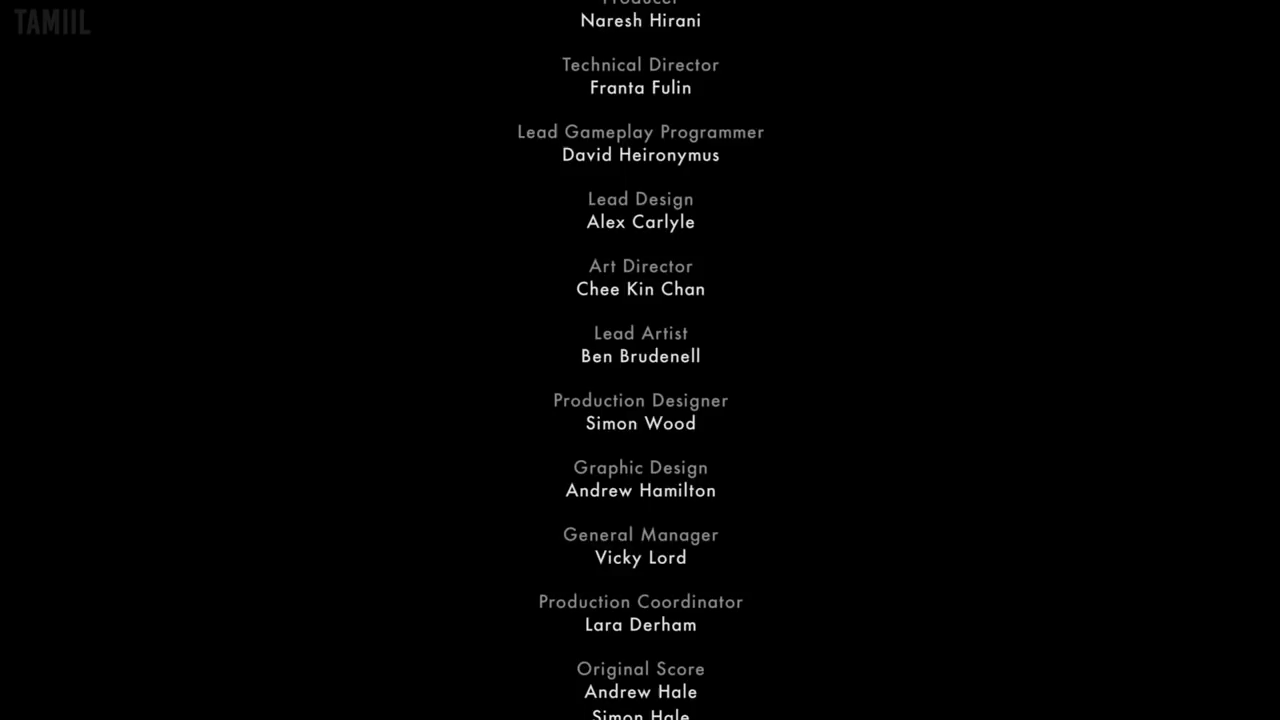 TAMIIL
Producer
Naresh Hirani
Technical Director
Franta Fulin
Lead Gameplay Programmer
David Heironymus
Lead Design
Alex Carlyle
Art Director
Chee Kin Chan
Lead Artist
Ben Brudenell
Production Designer
Simon Wood
Graphic Design
Andrew Hamilton
General Manager
Vicky Lord
Production Coordinator
Lara Derham
Original Score
Andrew Hale
Simon Hale